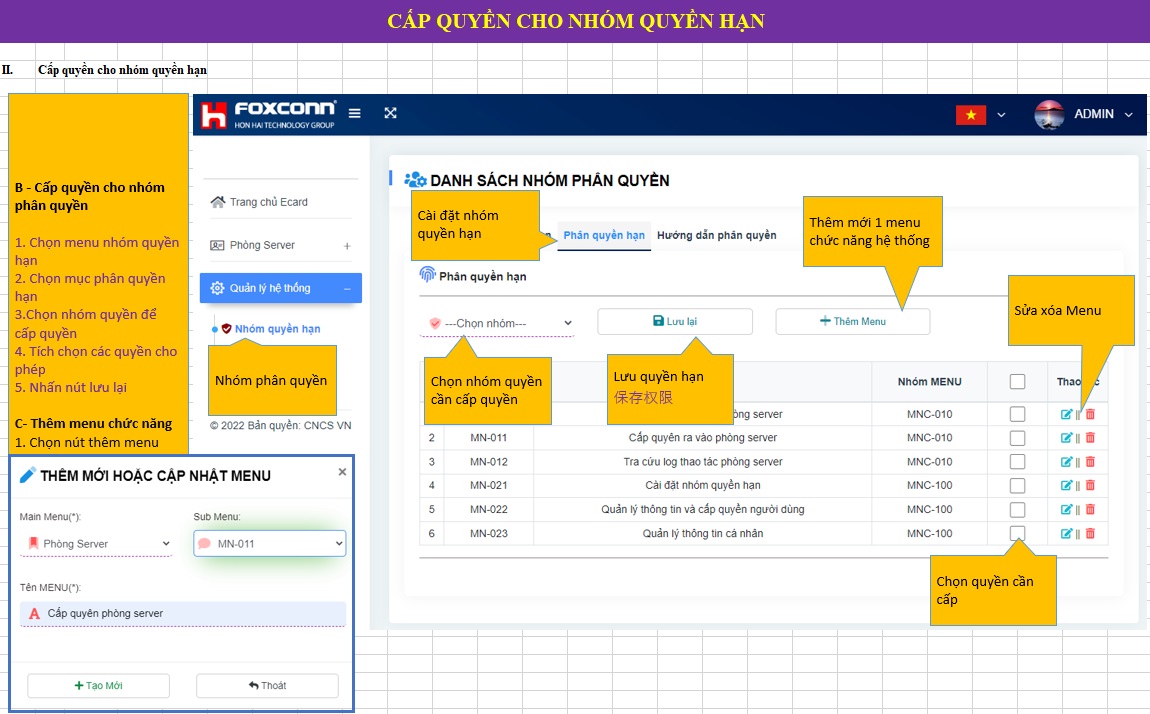 CẤP QUYỀN CHO NHÓM QUYỀN HẠN
II. Cấp quyền cho nhóm quyền hạn
B - Cấp quyền cho nhóm
phân quyền
1. Chọn menu nhóm quyền
hạn
2. Chọn mục phân quyền
hạn
3.Chọn nhóm quyền để
cấp quyền
4. Tích chọn các quyền cho
phép
5. Nhấn nút lưu lại
C- Thêm menu chức năng
1. Chọn nút thêm menu
FOXCONN
HON HAI TECHNOLOGY GROUP
ADMIN
Trang chủ Ecard
Phòng Server +
Quản lý hệ thống –
Nhóm quyền hạn
Nhóm phân quyền
© 2022 Bản quyền: CNCS VN
DANH SÁCH NHÓM PHÂN QUYỀN
Cài đặt nhóm
quyền hạn
Phân quyền hạn Hướng dẫn phân quyền
Thêm mới 1 menu
chức năng hệ thống
Phân quyền hạn
Sửa xóa Menu
---Chọn nhóm--- Lưu lại Thêm Menu
Chọn nhóm quyền
cần cấp quyền
Lưu quyền hạn
保存权限
Nhóm MENU
server MNC-010 ||
2 MN-011 Cấp quyền ra vào phòng server MNC-010 ||
3 MN-012 Tra cứu log thao tác phòng server MNC-010 ||
4 MN-021 Cài đặt nhóm quyền hạn MNC-100 ||
5 MN-022 Quản lý thông tin và cấp quyền người dùng MNC-100 ||
6 MN-023 Quản lý thông tin cá nhân MNC-100 ||
Chọn quyền cần
cấp
THÊM MỚI HOẶC CẬP NHẬT MENU ×
Main Menu(*): Sub Menu:
Phòng Server MN-011
Tên MENU(*):
A Cấp quyên phòng server
+ Tạo Mới Thoát